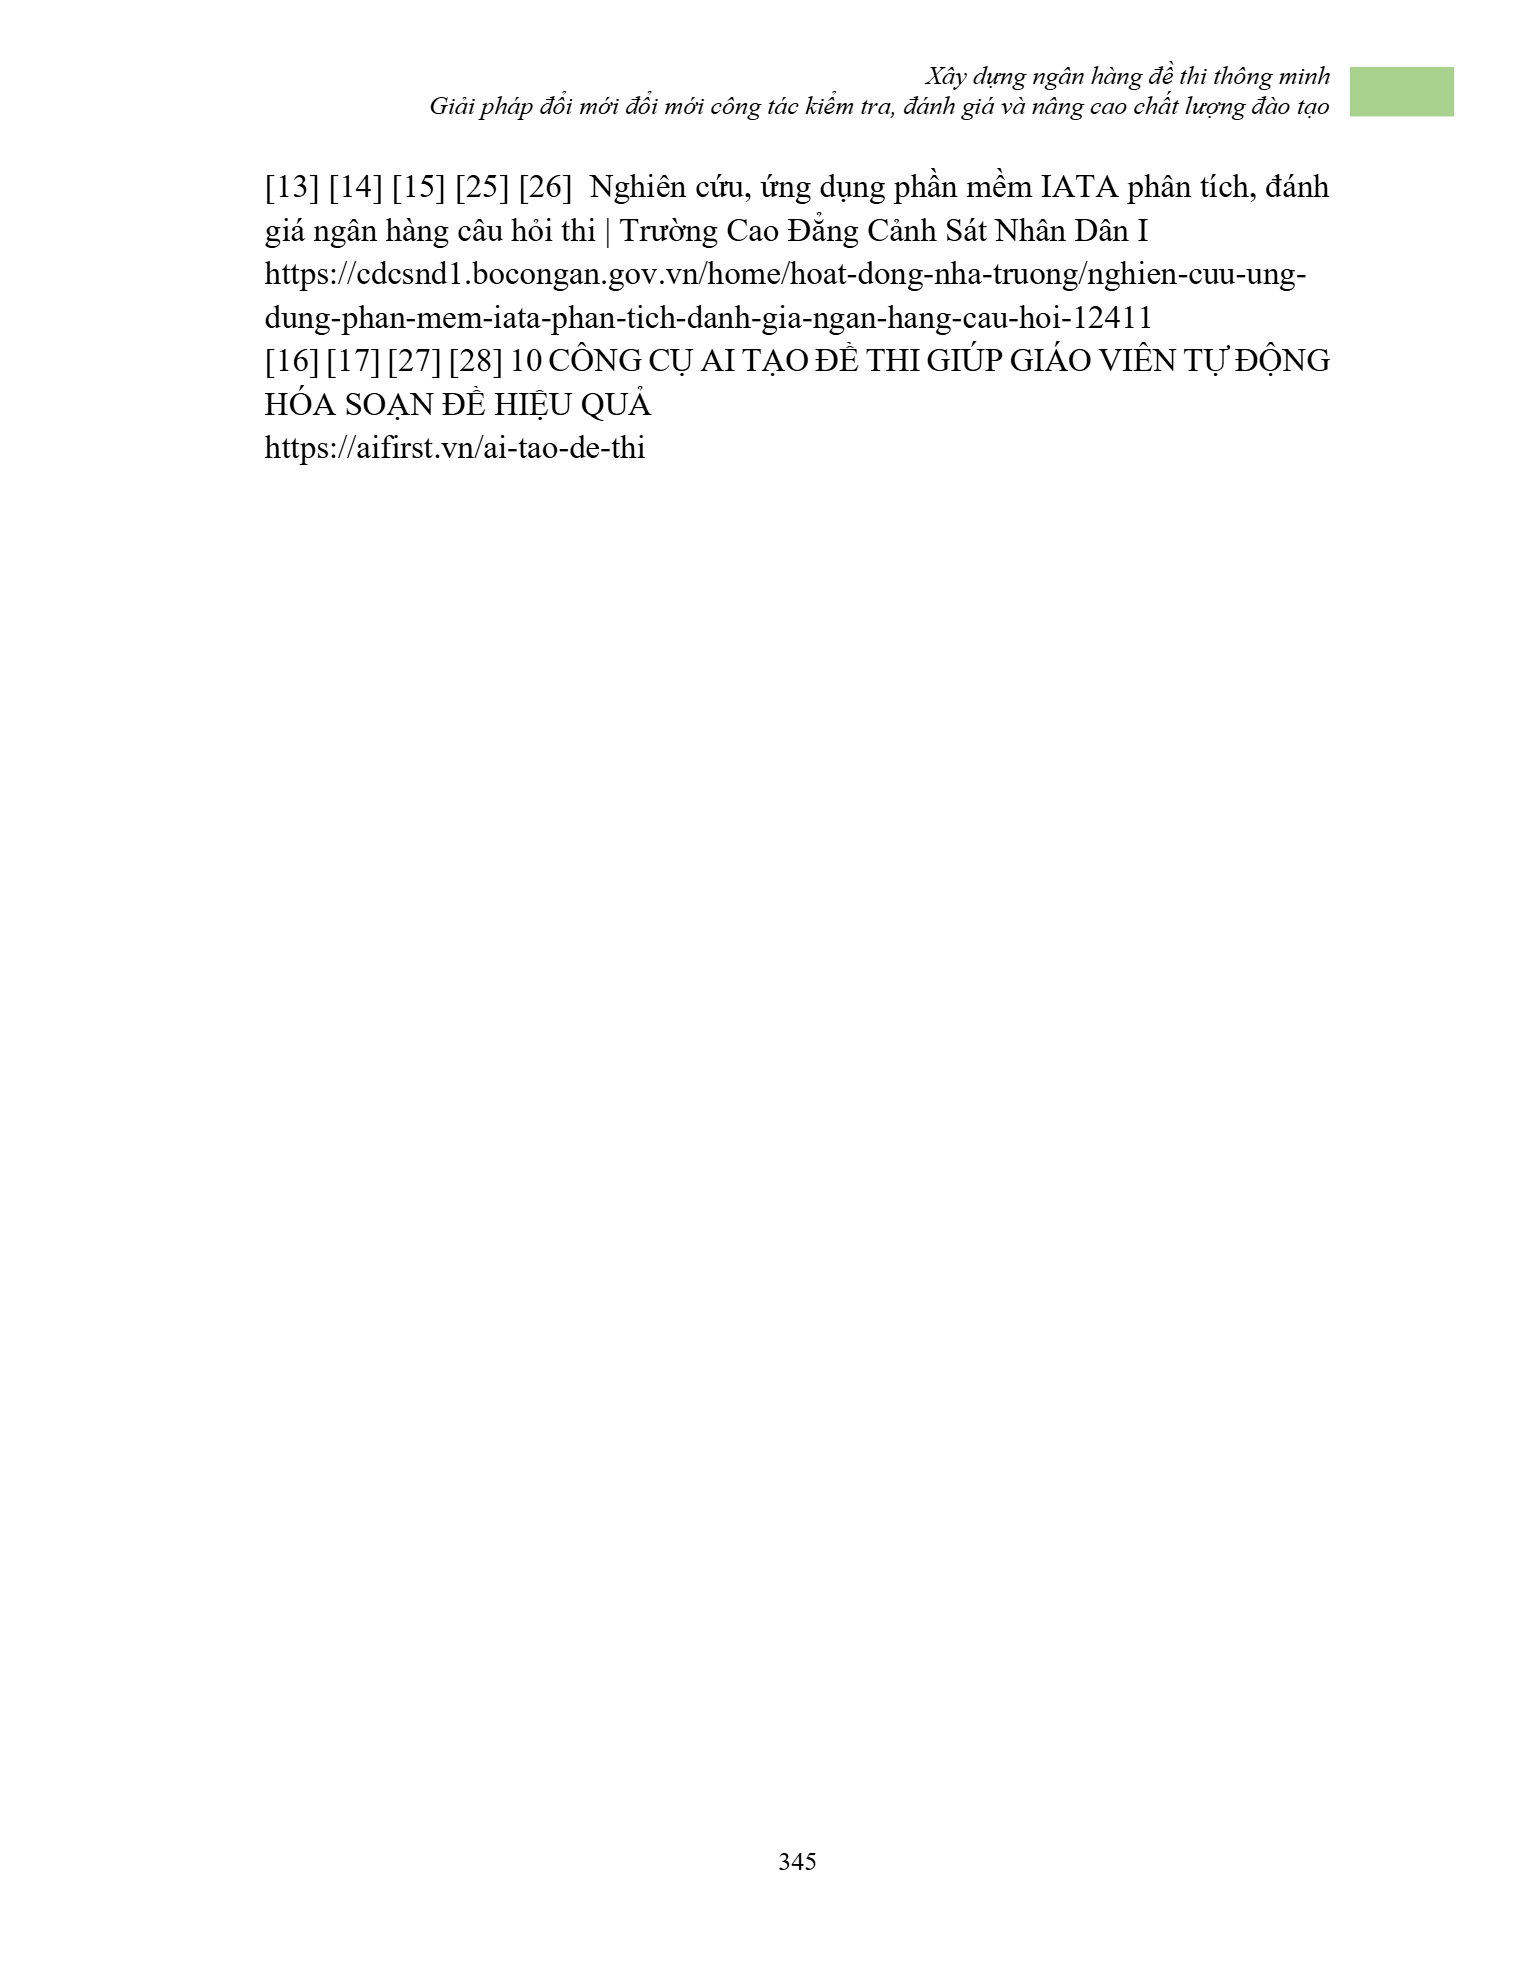 Xây dựng ngân hàng đề thi thông minh
Giải pháp đổi mới đổi mới công tác kiểm tra, đánh giá và nâng cao chất lượng đào tạo
[13] [14] [15] [25] [26]  Nghiên cứu, ứng dụng phần mềm IATA phân tích, đánh
giá ngân hàng câu hỏi thi | Trường Cao Đẳng Cảnh Sát Nhân Dân I
https://cdcsnd1.bocongan.gov.vn/home/hoat-dong-nha-truong/nghien-cuu-ung-
dung-phan-mem-iata-phan-tich-danh-gia-ngan-hang-cau-hoi-12411
[16] [17] [27] [28] 10 CÔNG CỤ AI TẠO ĐỀ THI GIÚP GIÁO VIÊN TỰ ĐỘNG
HÓA SOẠN ĐỀ HIỆU QUẢ
https://aifirst.vn/ai-tao-de-thi
345